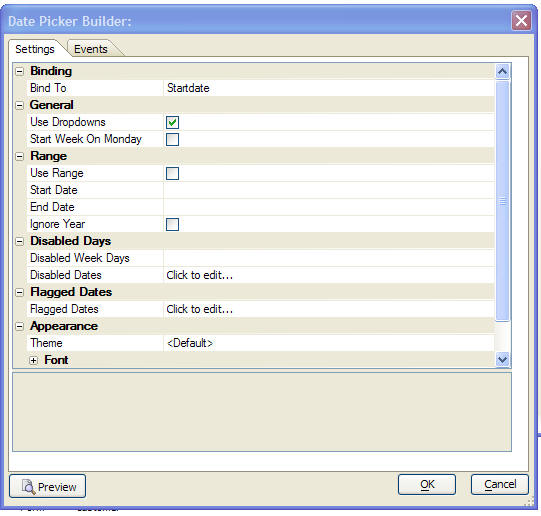 Date Picker Builder:
Settings Events
Binding
Bind To Startdate
General
Use Dropdowns
Start Week On Monday
Range
Use Range
Start Date
End Date
Ignore Year
Disabled Days
Disabled Week Days
Disabled Dates Click to edit...
Flagged Dates
Flagged Dates Click to edit...
Appearance
Theme <Default>
Font
Preview OK Cancel